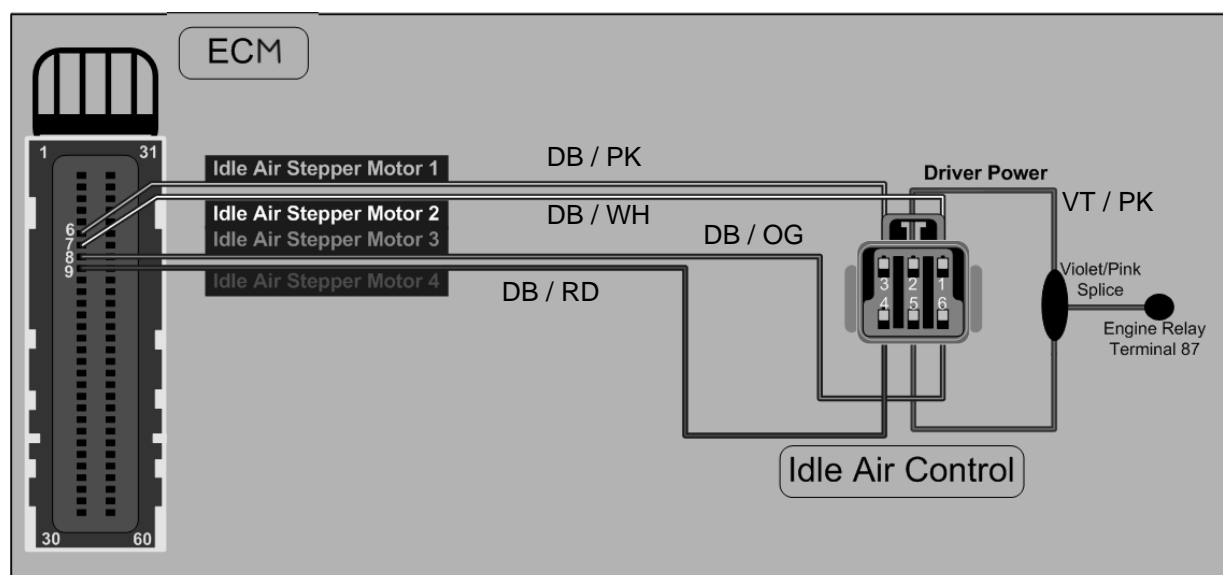 ECM
1 31
Idle Air Stepper Motor 1
DB / PK
Driver Power
Idle Air Stepper Motor 2
DB / WH
VT / PK
6
7
8
9
Idle Air Stepper Motor 3
DB / OG
Idle Air Stepper Motor 4
DB / RD
3 2 1
4 5 6
Violet/Pink
Splice
Engine Relay
Terminal 87
Idle Air Control
30 60